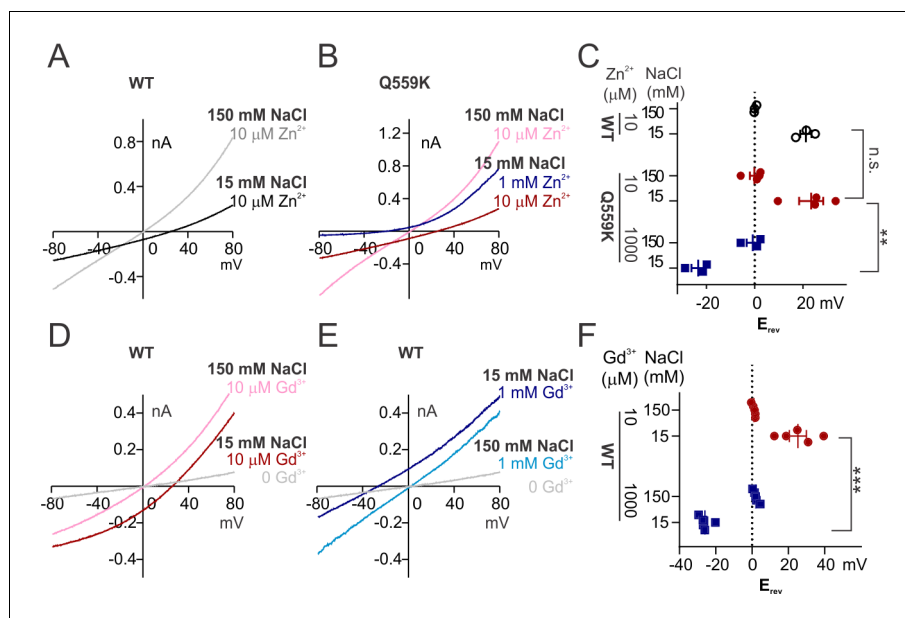 A
WT
150 mM NaCl
10 μM Zn²⁺
15 mM NaCl
10 μM Zn²⁺
nA
0.8
0.4
-0.4
-80 -40 40 80
mV
B
Q559K
150 mM NaCl
10 μM Zn²⁺
15 mM NaCl
1 mM Zn²⁺
10 μM Zn²⁺
nA
1.2
0.8
0.4
-0.4
-80 -40 40 80
mV
C
Zn²⁺ NaCl
(μM) (mM)
WT
10
150
15
Q559K
10
150
15
1000
150
15
n.s.
**
-20 0 20 mV
Erev
D
WT
150 mM NaCl
10 μM Gd³⁺
15 mM NaCl
10 μM Gd³⁺
0 Gd³⁺
nA
0.4
0.2
-0.2
-0.4
-80 -40 40 80
mV
E
WT
15 mM NaCl
1 mM Gd³⁺
150 mM NaCl
1 mM Gd³⁺
0 Gd³⁺
nA
0.4
0.2
-0.2
-0.4
-80 -40 40 80
mV
F
Gd³⁺ NaCl
(μM) (mM)
WT
10
150
15
1000
150
15
***
-40 -20 0 20 40 mV
Erev